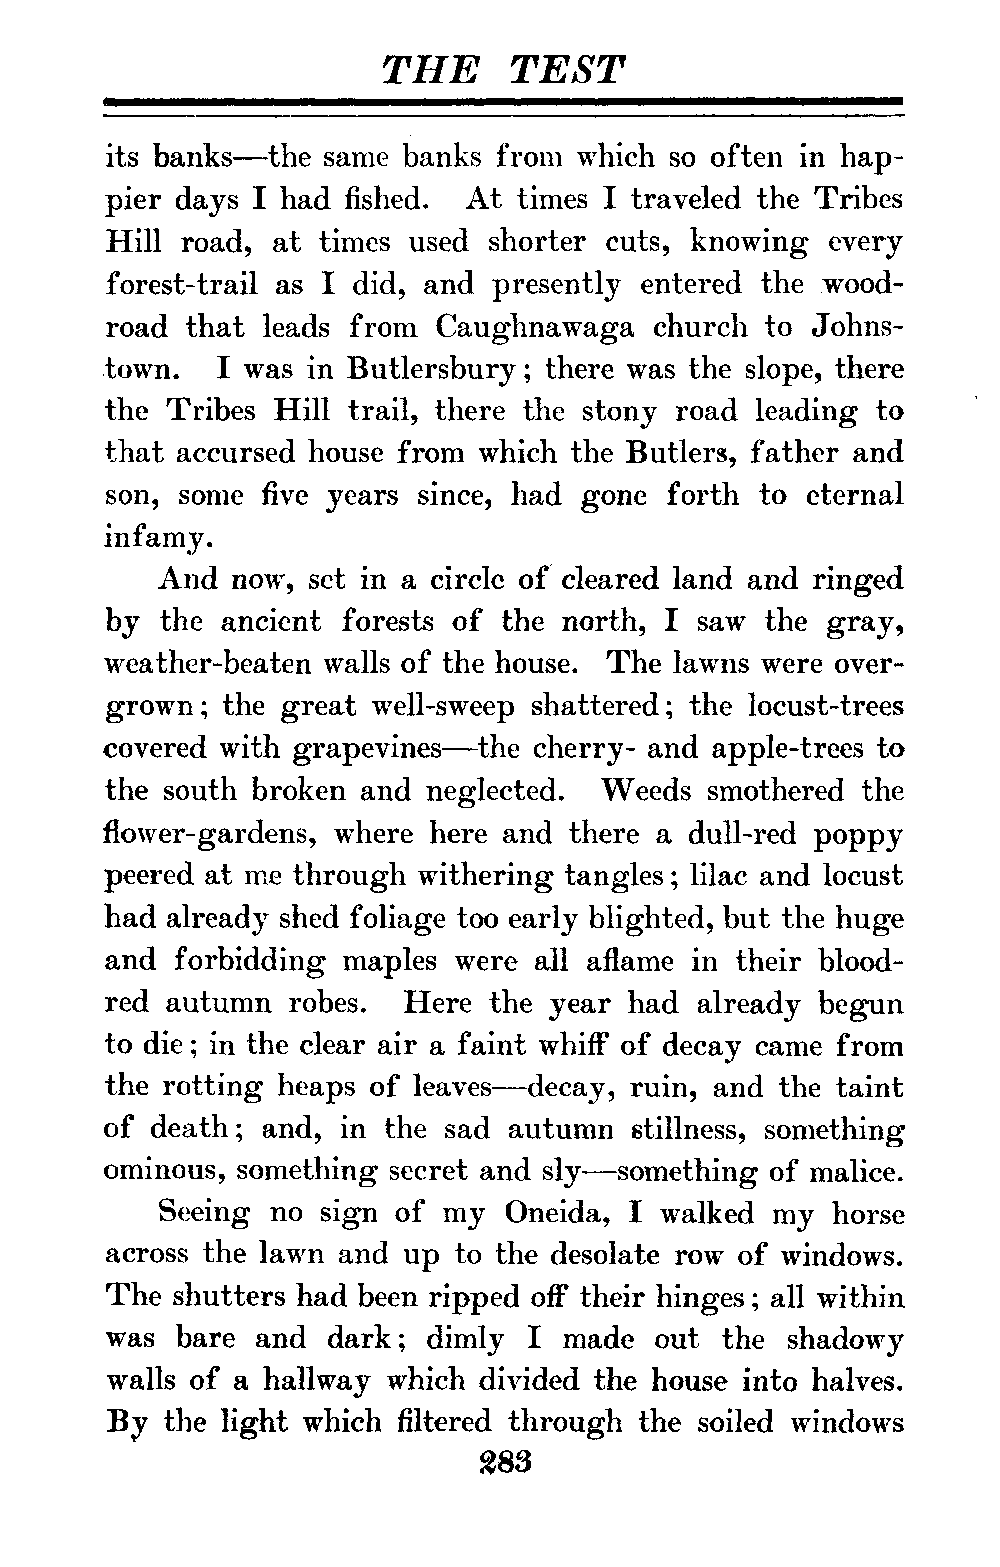 THE TEST
its banks—the same banks from which so often in hap-
pier days I had fished. At times I traveled the Tribes
Hill road, at times used shorter cuts, knowing every
forest-trail as I did, and presently entered the wood-
road that leads from Caughnawaga church to Johns-
town. I was in Butlersbury; there was the slope, there
the Tribes Hill trail, there the stony road leading to
that accursed house from which the Butlers, father and
son, some five years since, had gone forth to eternal
infamy.
And now, set in a circle of cleared land and ringed
by the ancient forests of the north, I saw the gray,
weather-beaten walls of the house. The lawns were over-
grown; the great well-sweep shattered; the locust-trees
covered with grapevines—the cherry- and apple-trees to
the south broken and neglected. Weeds smothered the
flower-gardens, where here and there a dull-red poppy
peered at me through withering tangles; lilac and locust
had already shed foliage too early blighted, but the huge
and forbidding maples were all aflame in their blood-
red autumn robes. Here the year had already begun
to die; in the clear air a faint whiff of decay came from
the rotting heaps of leaves—decay, ruin, and the taint
of death; and, in the sad autumn stillness, something
ominous, something secret and sly—something of malice.
Seeing no sign of my Oneida, I walked my horse
across the lawn and up to the desolate row of windows.
The shutters had been ripped off their hinges; all within
was bare and dark; dimly I made out the shadowy
walls of a hallway which divided the house into halves.
By the light which filtered through the soiled windows
283